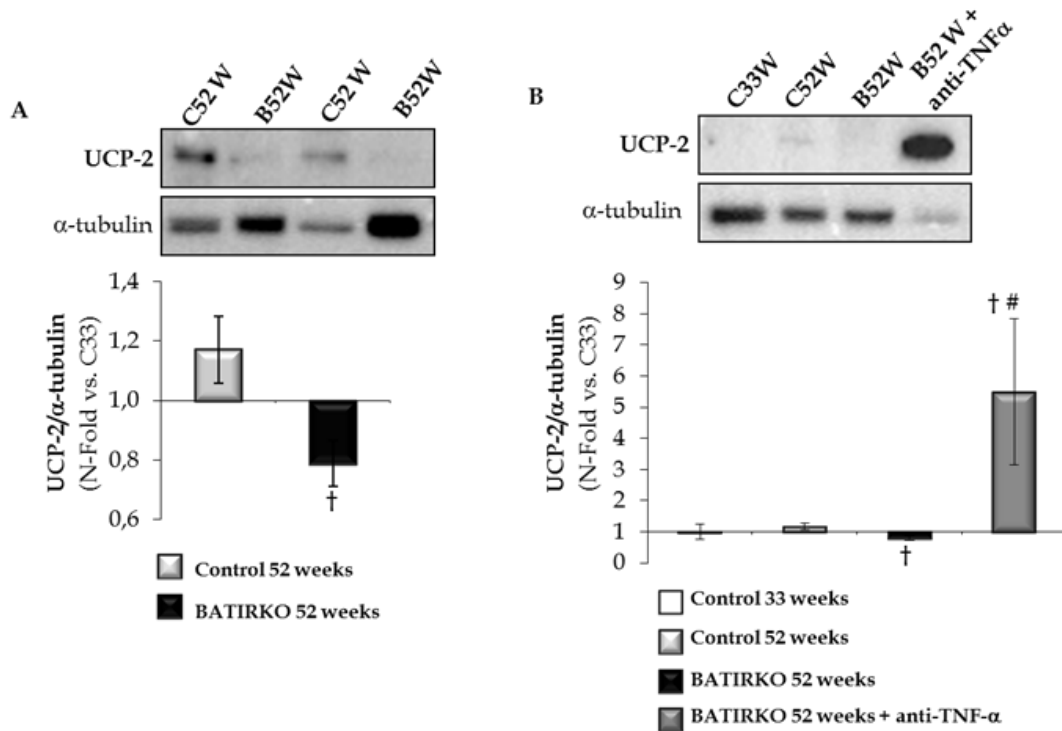 A
C52 W
B52W
C52 W
B52W
UCP-2
α-tubulin
UCP-2/α-tubulin
(N-Fold vs. C33)
1,4
1,2
1,0
0,8
0,6
†
Control 52 weeks
BATIRKO 52 weeks
B
C33W
C52W
B52W
B52 W +
anti-TNFα
UCP-2
α-tubulin
UCP-2/α-tubulin
(N-Fold vs. C33)
9
8
7
6
5
4
3
2
1
0
† #
†
Control 33 weeks
Control 52 weeks
BATIRKO 52 weeks
BATIRKO 52 weeks + anti-TNF-α